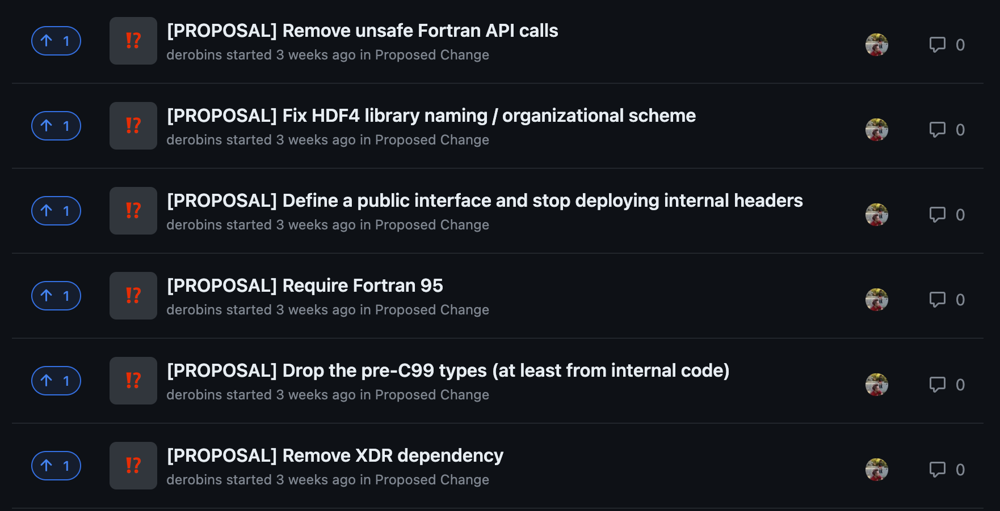 ↑ 1
⁉
[PROPOSAL] Remove unsafe Fortran API calls
derobins started 3 weeks ago in Proposed Change
0
↑ 1
⁉
[PROPOSAL] Fix HDF4 library naming / organizational scheme
derobins started 3 weeks ago in Proposed Change
0
↑ 1
⁉
[PROPOSAL] Define a public interface and stop deploying internal headers
derobins started 3 weeks ago in Proposed Change
0
↑ 1
⁉
[PROPOSAL] Require Fortran 95
derobins started 3 weeks ago in Proposed Change
0
↑ 1
⁉
[PROPOSAL] Drop the pre-C99 types (at least from internal code)
derobins started 3 weeks ago in Proposed Change
0
↑ 1
⁉
[PROPOSAL] Remove XDR dependency
derobins started 3 weeks ago in Proposed Change
0